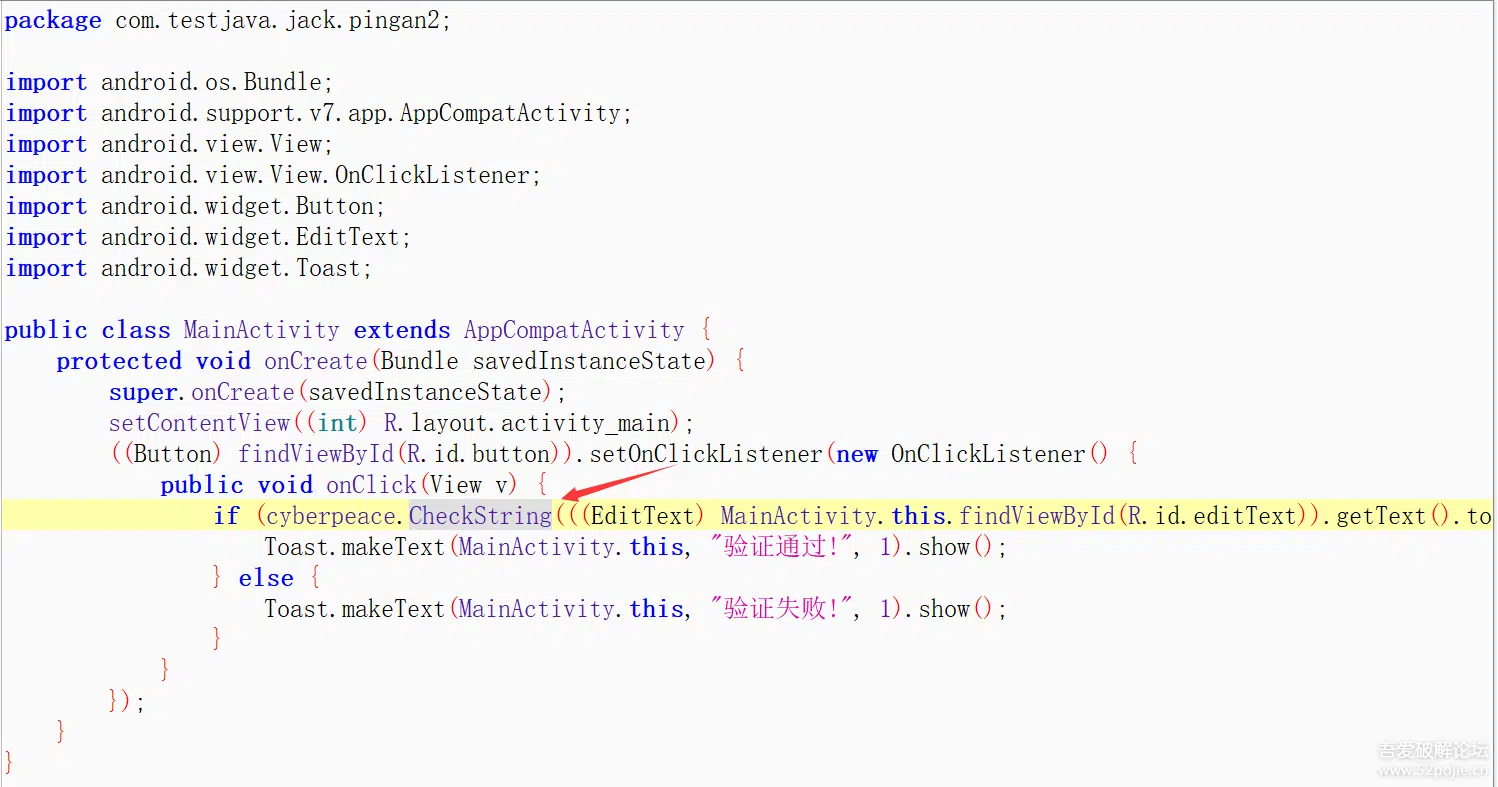 package com.testjava.jack.pingan2;
import android.os.Bundle;
import android.support.v7.app.AppCompatActivity;
import android.view.View;
import android.view.View.OnClickListener;
import android.widget.Button;
import android.widget.EditText;
import android.widget.Toast;
public class MainActivity extends AppCompatActivity {
protected void onCreate(Bundle savedInstanceState) {
super.onCreate(savedInstanceState);
setContentView((int) R.layout.activity_main);
((Button) findViewById(R.id.button)).setOnClickListener(new OnClickListener() {
public void onClick(View v) {
if (cyberpeace.CheckString(((EditText) MainActivity.this.findViewById(R.id.editText)).getText().to
Toast.makeText(MainActivity.this, "验证通过!", 1).show();
} else {
Toast.makeText(MainActivity.this, "验证失败!", 1).show();
}
}
});
}
}
吾爱破解论坛
www.52pojie.cn